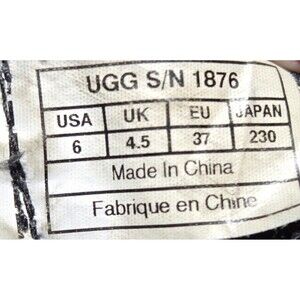 UGG S/N 1876
USA UK EU JAPAN
6 4.5 37 230
Made In China
Fabrique en Chine